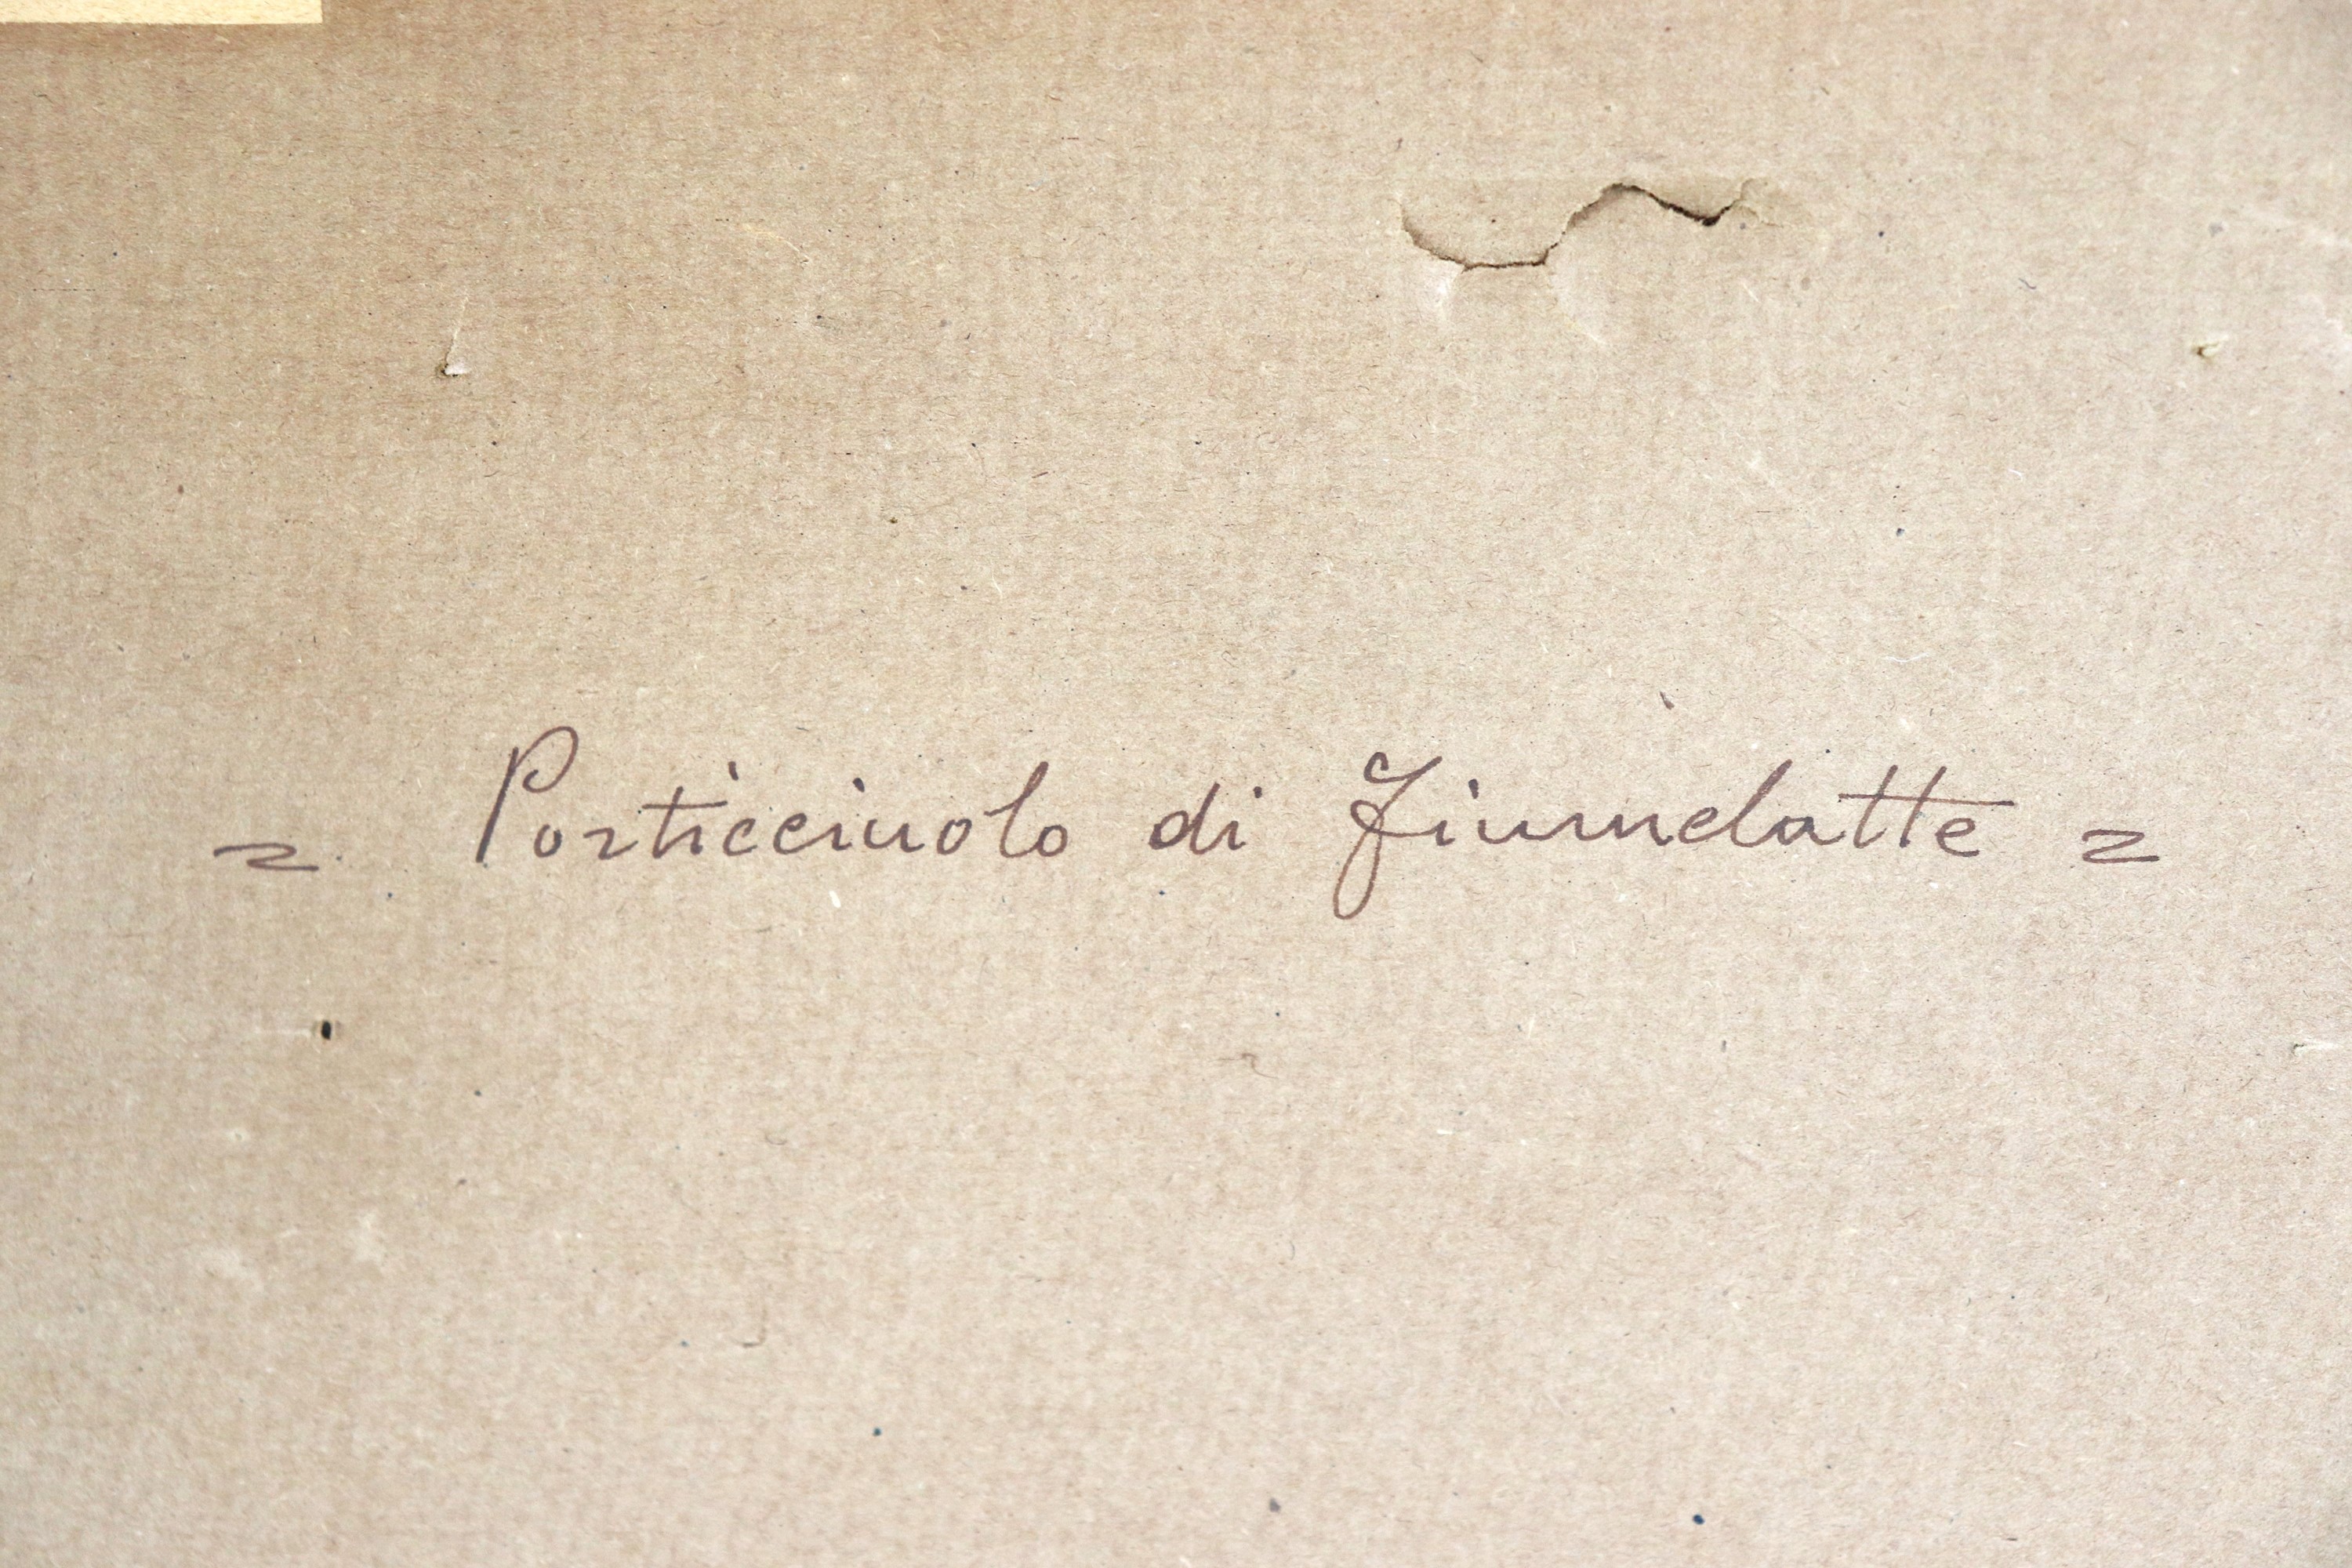 = Porticciuolo di Fiumelatte =